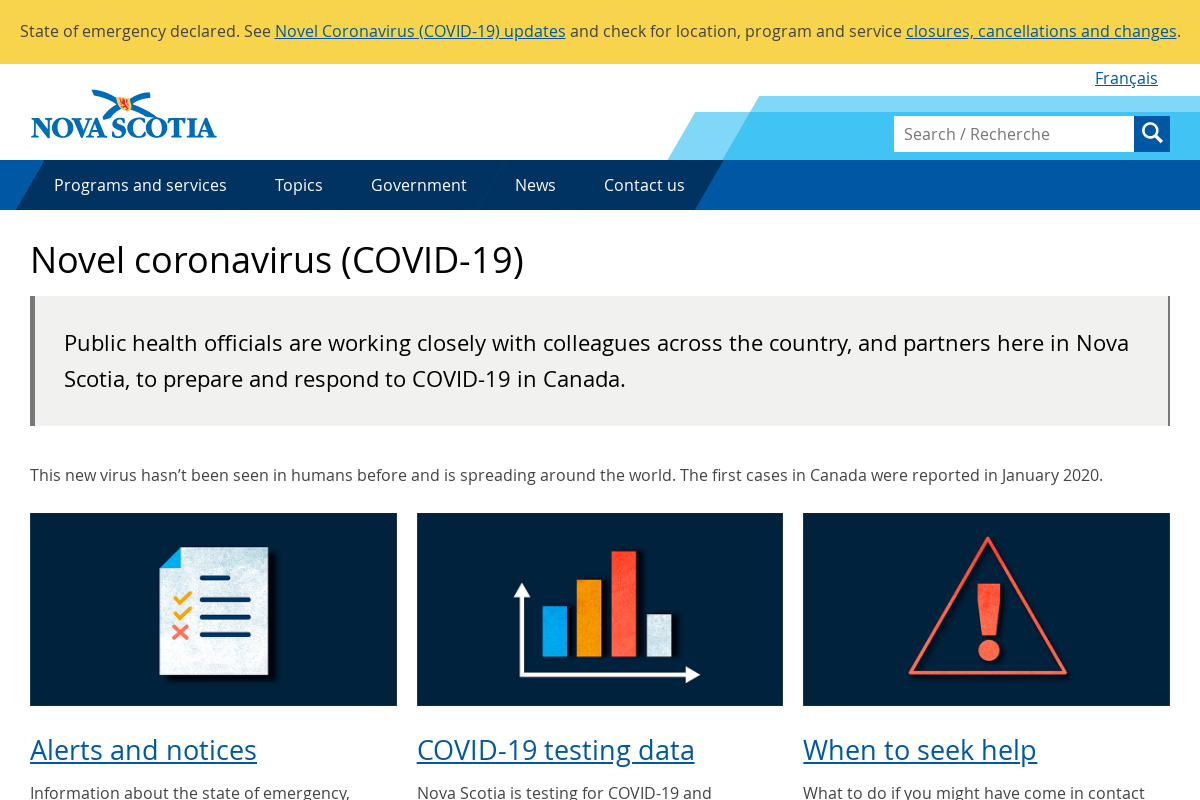 State of emergency declared. See Novel Coronavirus (COVID-19) updates and check for location, program and service closures, cancellations and changes.
Français
NOVA SCOTIA
Search / Recherche
Programs and services Topics Government News Contact us
Novel coronavirus (COVID-19)
Public health officials are working closely with colleagues across the country, and partners here in Nova
Scotia, to prepare and respond to COVID-19 in Canada.
This new virus hasn’t been seen in humans before and is spreading around the world. The first cases in Canada were reported in January 2020.
Alerts and notices
Information about the state of emergency,
COVID-19 testing data
Nova Scotia is testing for COVID-19 and
When to seek help
What to do if you might have come in contact